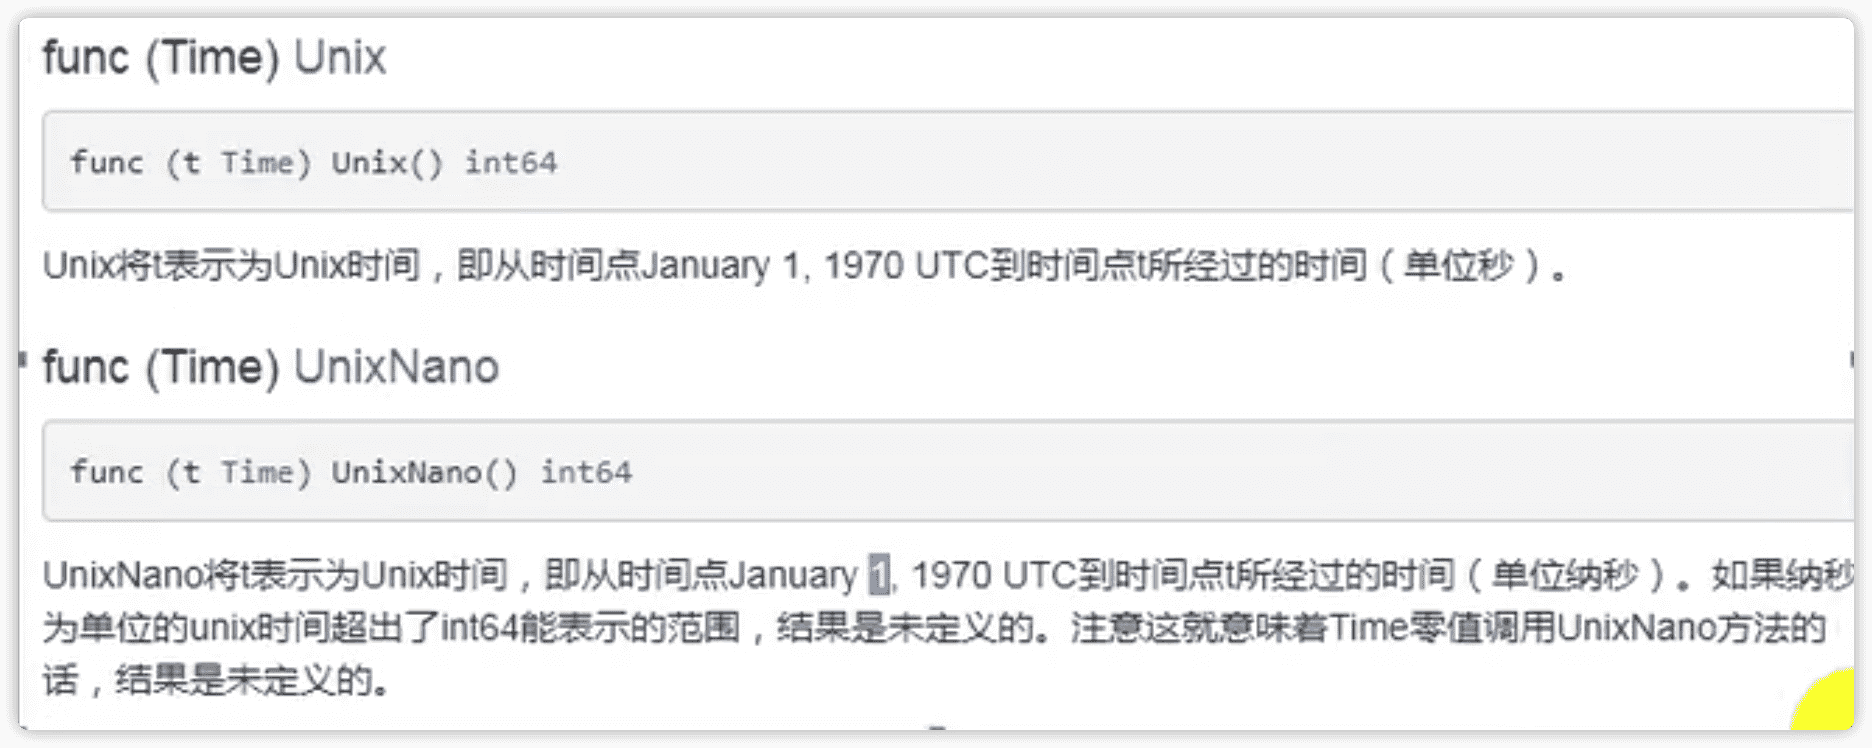 func (Time) Unix
func (t Time) Unix() int64
Unix将t表示为Unix时间，即从时间点January 1, 1970 UTC到时间点t所经过的时间（单位秒）。
func (Time) UnixNano
func (t Time) UnixNano() int64
UnixNano将t表示为Unix时间，即从时间点January 1, 1970 UTC到时间点t所经过的时间（单位纳秒）。如果纳秒
为单位的unix时间超出了int64能表示的范围，结果是未定义的。注意这就意味着Time零值调用UnixNano方法的
话，结果是未定义的。